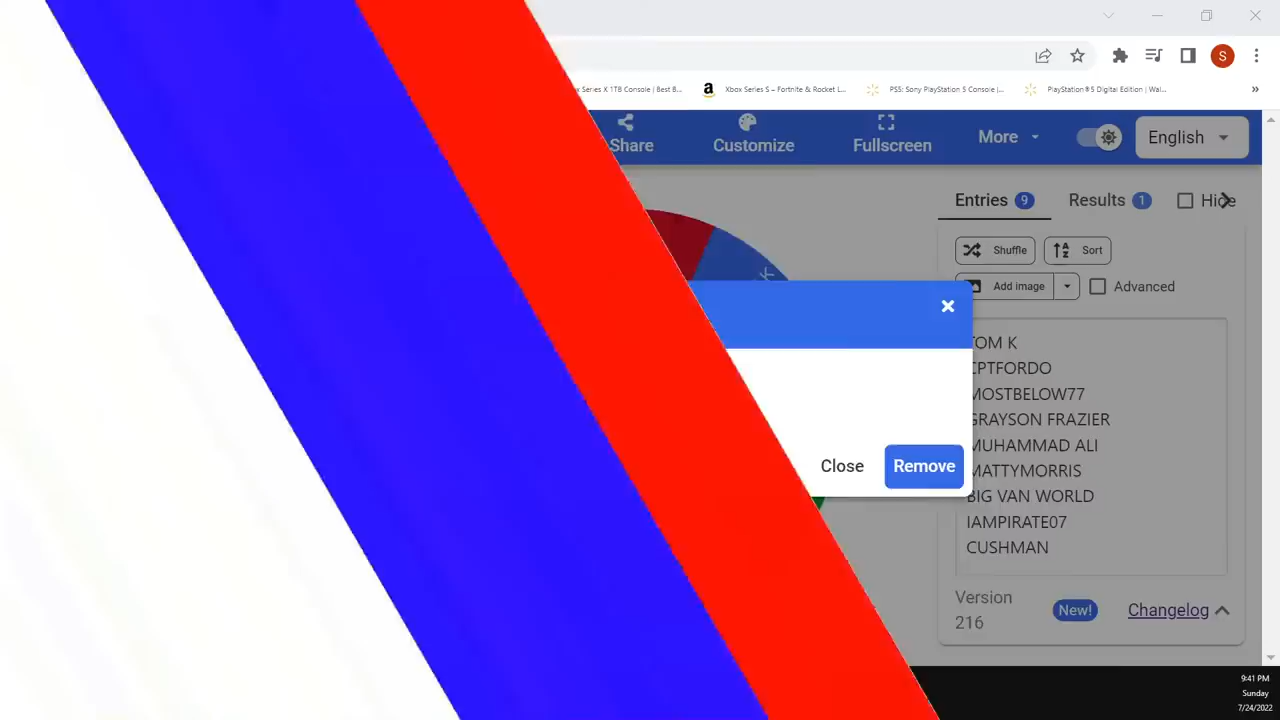 S
x Series X 1TB Console | Best B...
Xbox Series S – Fortnite & Rocket L...
PS5: Sony PlayStation 5 Console |...
PlayStation®5 Digital Edition | Wal...
Share
Customize
Fullscreen
More
English
Entries 9
Results 1
Hide
Shuffle
Sort
Add image
Advanced
TOM K
CPTFORDO
MOSTBELOW77
GRAYSON FRAZIER
MUHAMMAD ALI
MATTYMORRIS
BIG VAN WORLD
IAMPIRATE07
CUSHMAN
Close
Remove
Version
216
New!
Changelog
9:41 PM
Sunday
7/24/2022